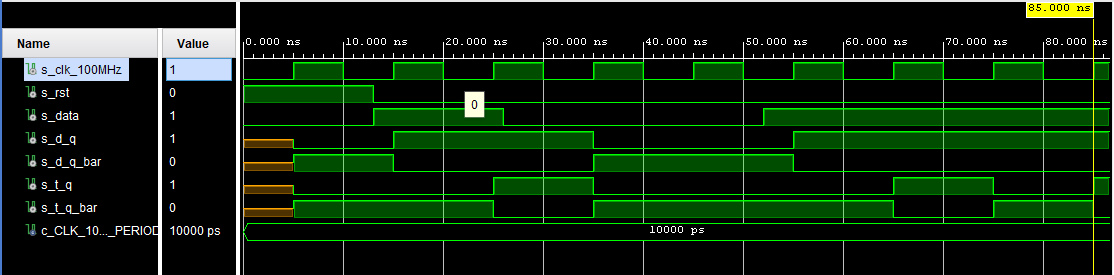 85.000 ns
Name Value
0.000 ns 10.000 ns 20.000 ns 30.000 ns 40.000 ns 50.000 ns 60.000 ns 70.000 ns 80.000 ns
s_clk_100MHz 1
s_rst 0
0
s_data 1
s_d_q 1
s_d_q_bar 0
s_t_q 1
s_t_q_bar 0
c_CLK_10..._PERIOD 10000 ps 10000 ps